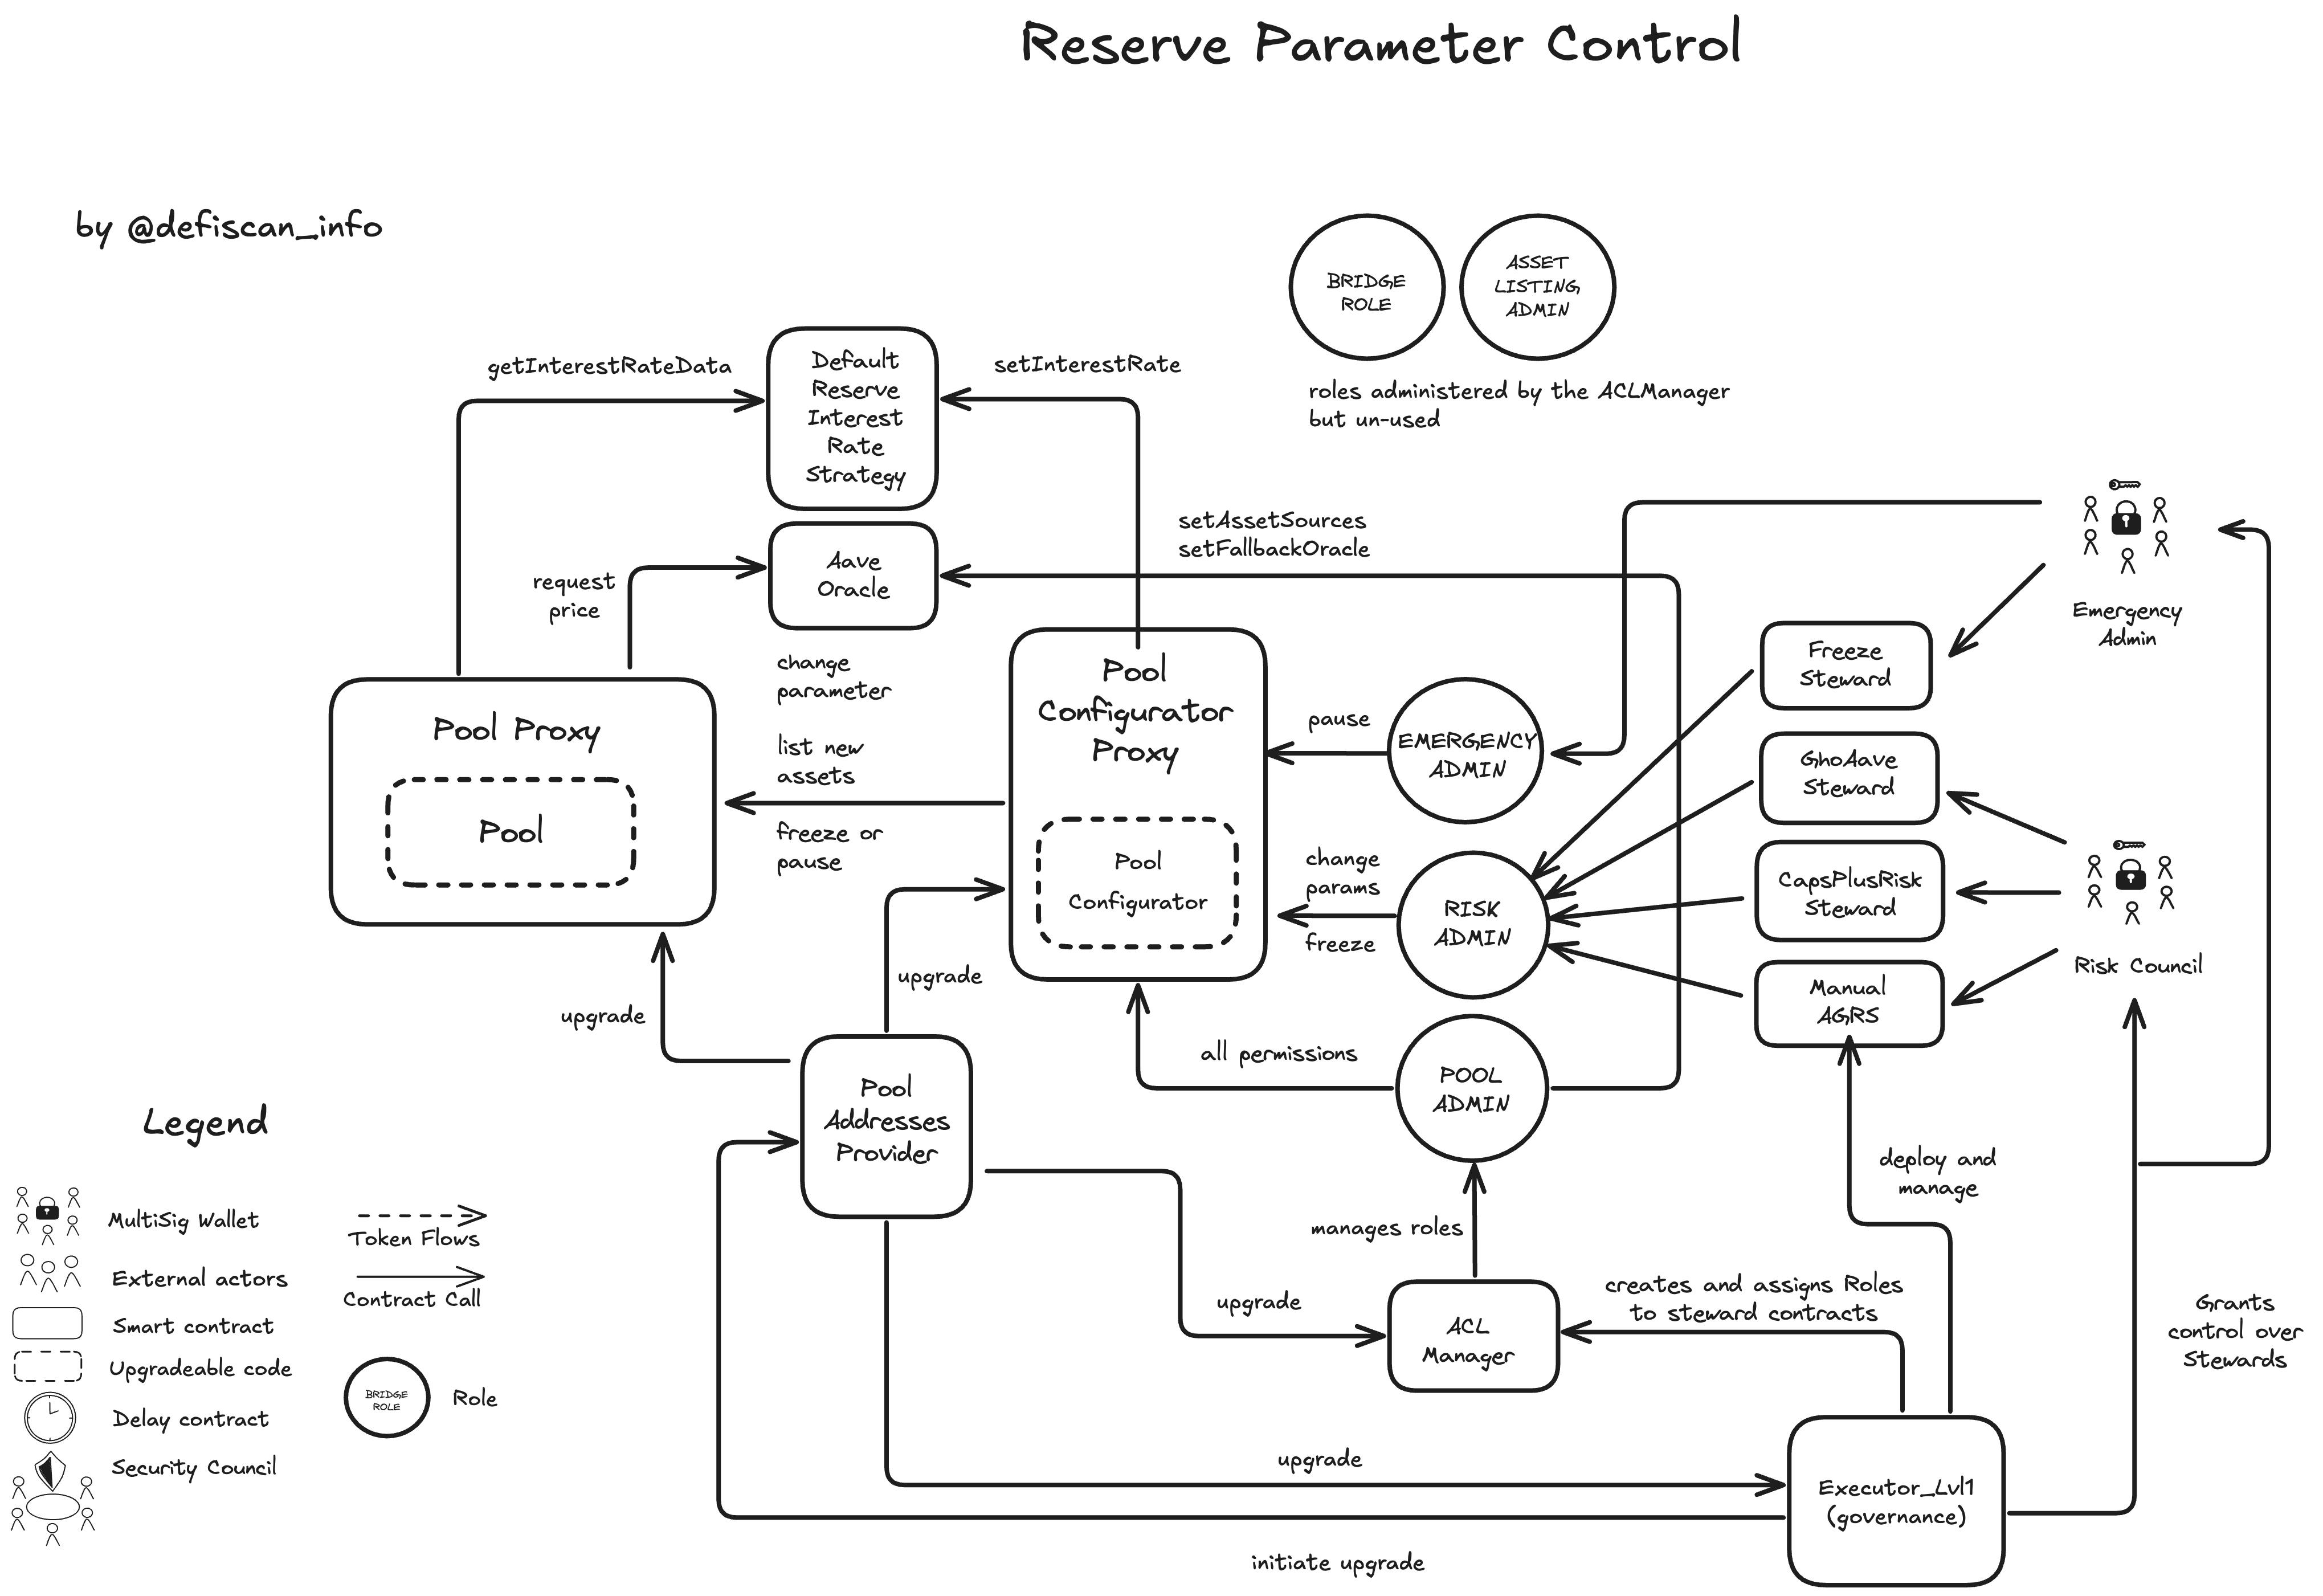 Reserve Parameter Control
by @defiscan_info
BRIDGE
ROLE
ASSET
LISTING
ADMIN
roles administered by the ACLManager
but un-used
getInterestRateData
Default
Reserve
Interest
Rate
Strategy
setInterestRate
setAssetSources
setFallbackOracle
request
price
Aave
Oracle
Emergency
Admin
Freeze
Steward
change
parameter
list new
assets
freeze or
pause
Pool Proxy
Pool
Pool
Configurator
Proxy
Pool
Configurator
pause
EMERGENCY
ADMIN
GhoAave
Steward
change
params
freeze
RISK
ADMIN
CapsPlusRisk
Steward
Risk Council
Manual
AGRS
upgrade
upgrade
all permissions
POOL
ADMIN
Pool
Addresses
Provider
deploy and
manage
manages roles
upgrade
ACL
Manager
creates and assigns Roles
to steward contracts
Grants
control over
Stewards
upgrade
Executor_Lvl1
(governance)
initiate upgrade
Legend
MultiSig Wallet
External actors
Smart contract
Upgradeable code
Delay contract
Security Council
Token Flows
Contract Call
BRIDGE
ROLE
Role